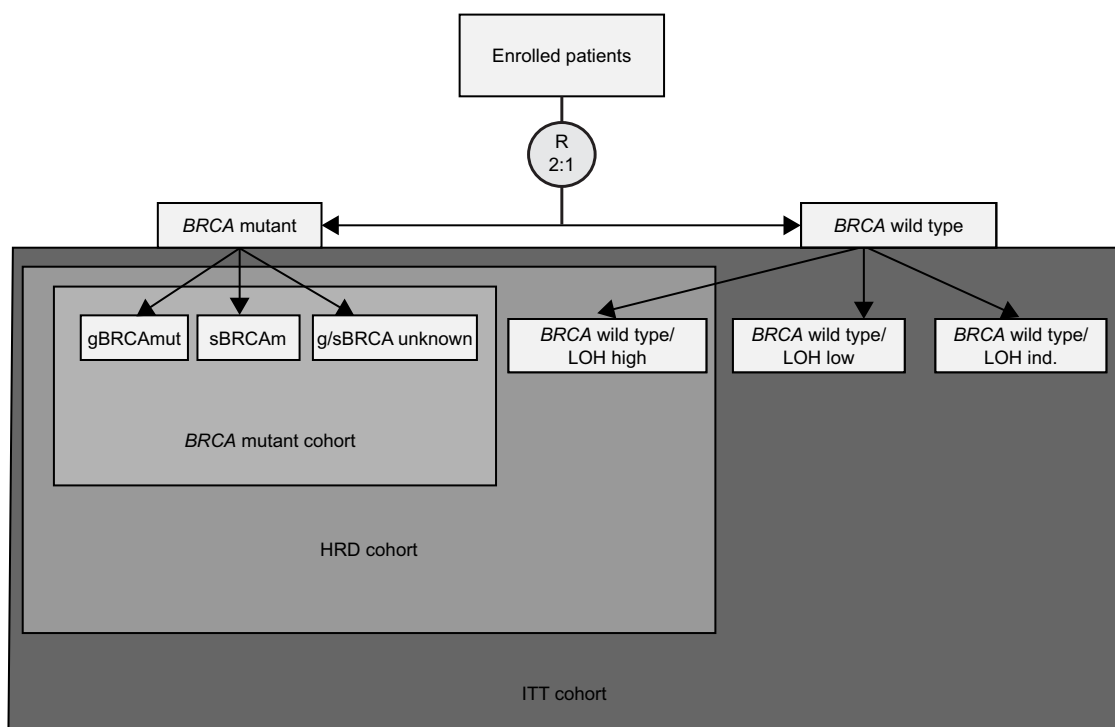 Enrolled patients
R
2:1
BRCA mutant
BRCA wild type
gBRCAmut
sBRCAm
g/sBRCA unknown
BRCA wild type/
LOH high
BRCA wild type/
LOH low
BRCA wild type/
LOH ind.
BRCA mutant cohort
HRD cohort
ITT cohort